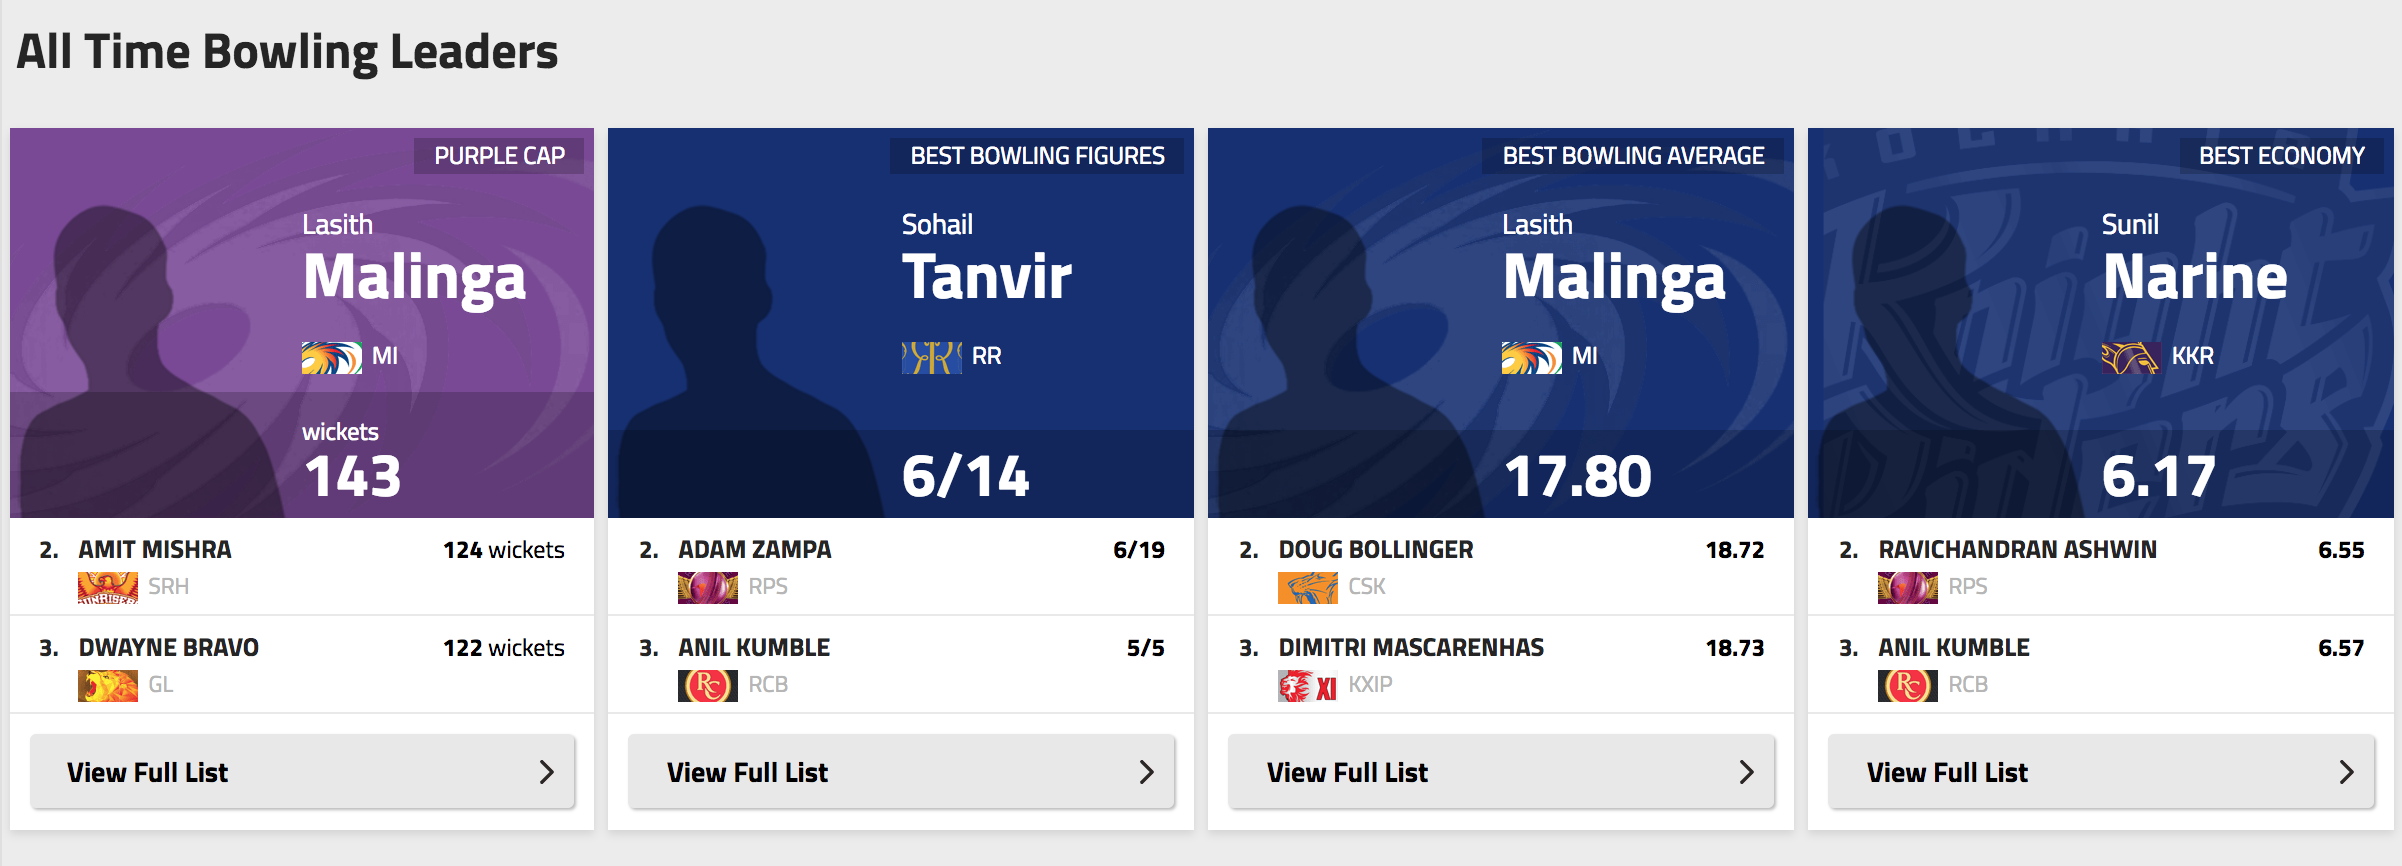 All Time Bowling Leaders
PURPLE CAP
Lasith
Malinga
MI
wickets
143
2. AMIT MISHRA 124 wickets
SRH
3. DWAYNE BRAVO 122 wickets
GL
View Full List
BEST BOWLING FIGURES
Sohail
Tanvir
RR
6/14
2. ADAM ZAMPA 6/19
RPS
3. ANIL KUMBLE 5/5
RCB
View Full List
BEST BOWLING AVERAGE
Lasith
Malinga
MI
17.80
2. DOUG BOLLINGER 18.72
CSK
3. DIMITRI MASCARENHAS 18.73
XI KXIP
View Full List
BEST ECONOMY
Sunil
Narine
KKR
6.17
2. RAVICHANDRAN ASHWIN 6.55
RPS
3. ANIL KUMBLE 6.57
RCB
View Full List